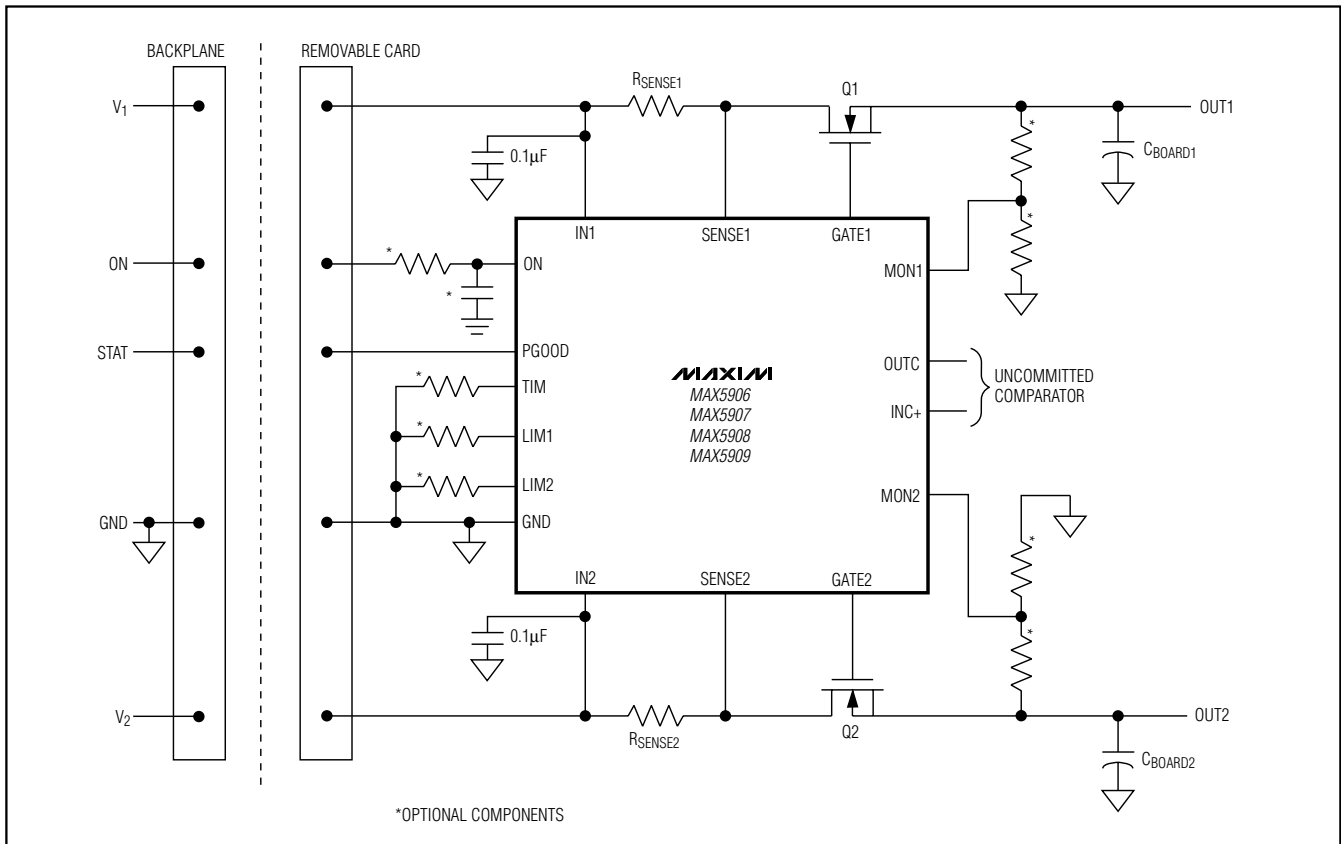 BACKPLANE
REMOVABLE CARD
V1
RSENSE1
Q1
OUT1
*
0.1µF
CBOARD1
*
IN1
SENSE1
GATE1
ON
*
ON
MON1
*
STAT
PGOOD
OUTC
UNCOMMITTED
COMPARATOR
* TIM
MAXIM
MAX5906
MAX5907
MAX5908
MAX5909
INC+
* LIM1
* LIM2
MON2
GND
GND
*
IN2
SENSE2
GATE2
0.1µF
*
V2
RSENSE2
Q2
OUT2
CBOARD2
*OPTIONAL COMPONENTS